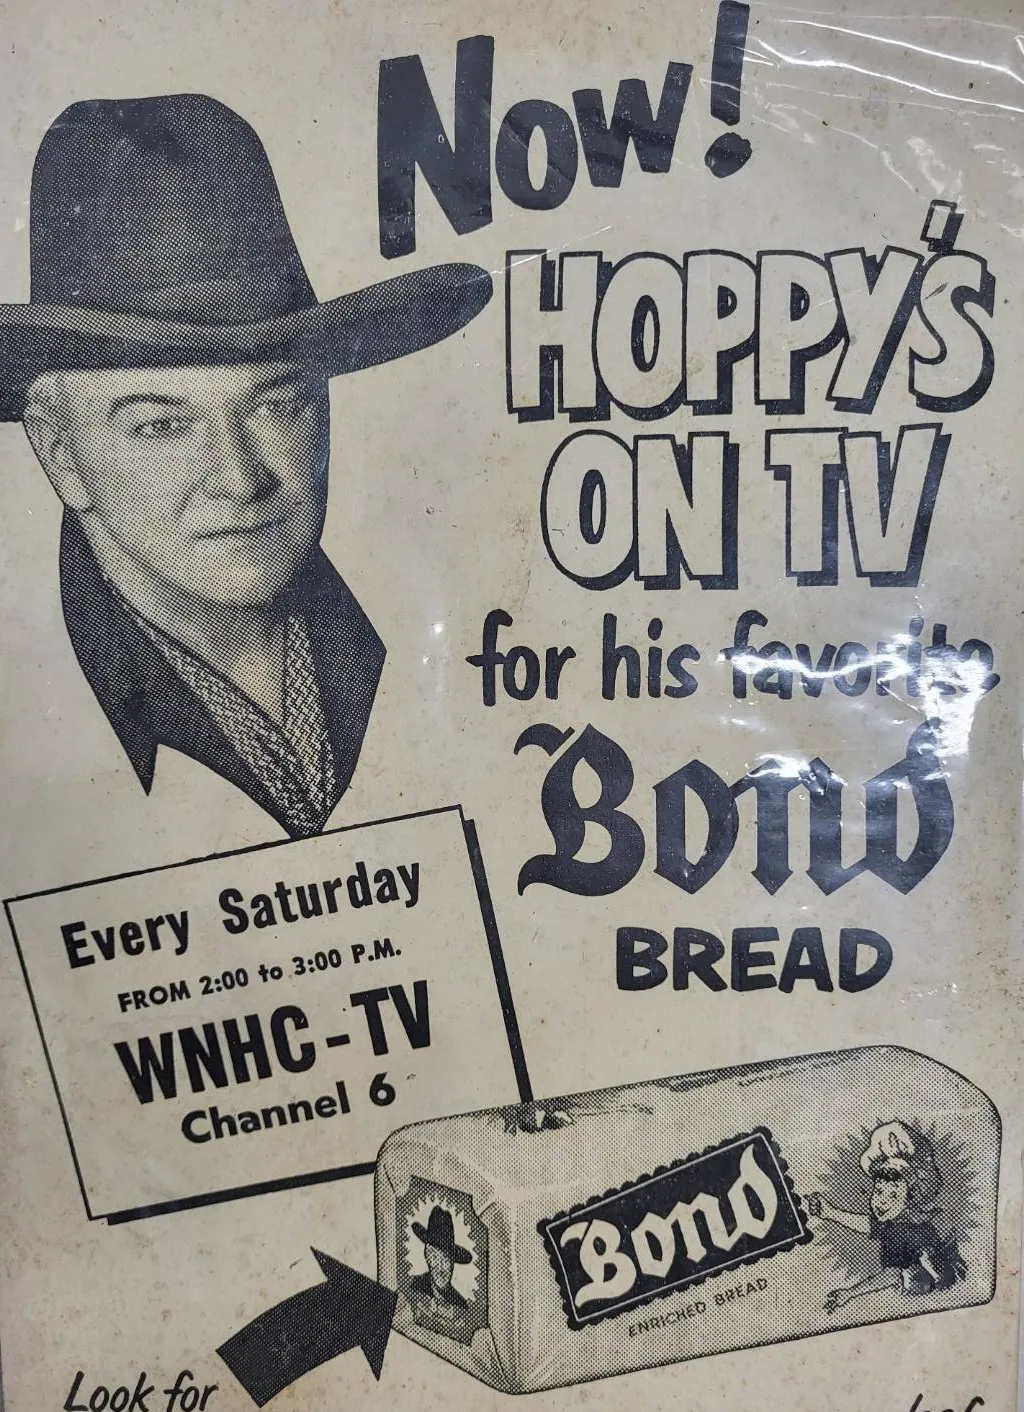 Now!
HOPPY'S
ON TV
for his favorite
Bond
BREAD
Every Saturday
FROM 2:00 to 3:00 P.M.
WNHC-TV
Channel 6
Bond
ENRICHED BREAD
Look for
loaf